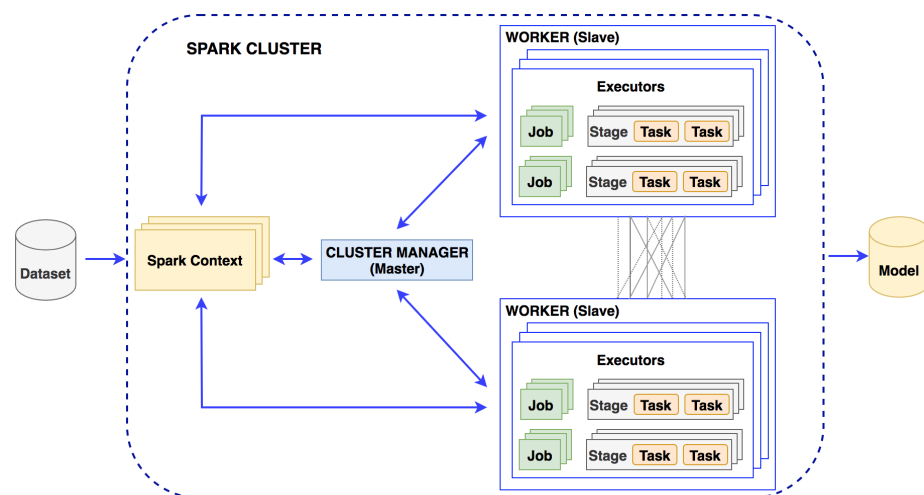 SPARK CLUSTER
WORKER (Slave)
Executors
Job
Stage Task Task
Job
Stage Task Task
Dataset
Spark Context
CLUSTER MANAGER
(Master)
Model
WORKER (Slave)
Executors
Job
Stage Task Task
Job
Stage Task Task